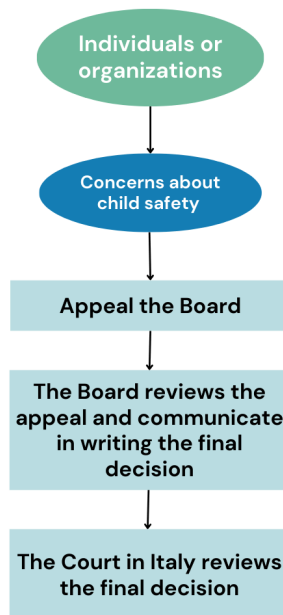 Individuals or
organizations
Concerns about
child safety
Appeal the Board
The Board reviews the
appeal and communicate
in writing the final
decision
The Court in Italy reviews
the final decision